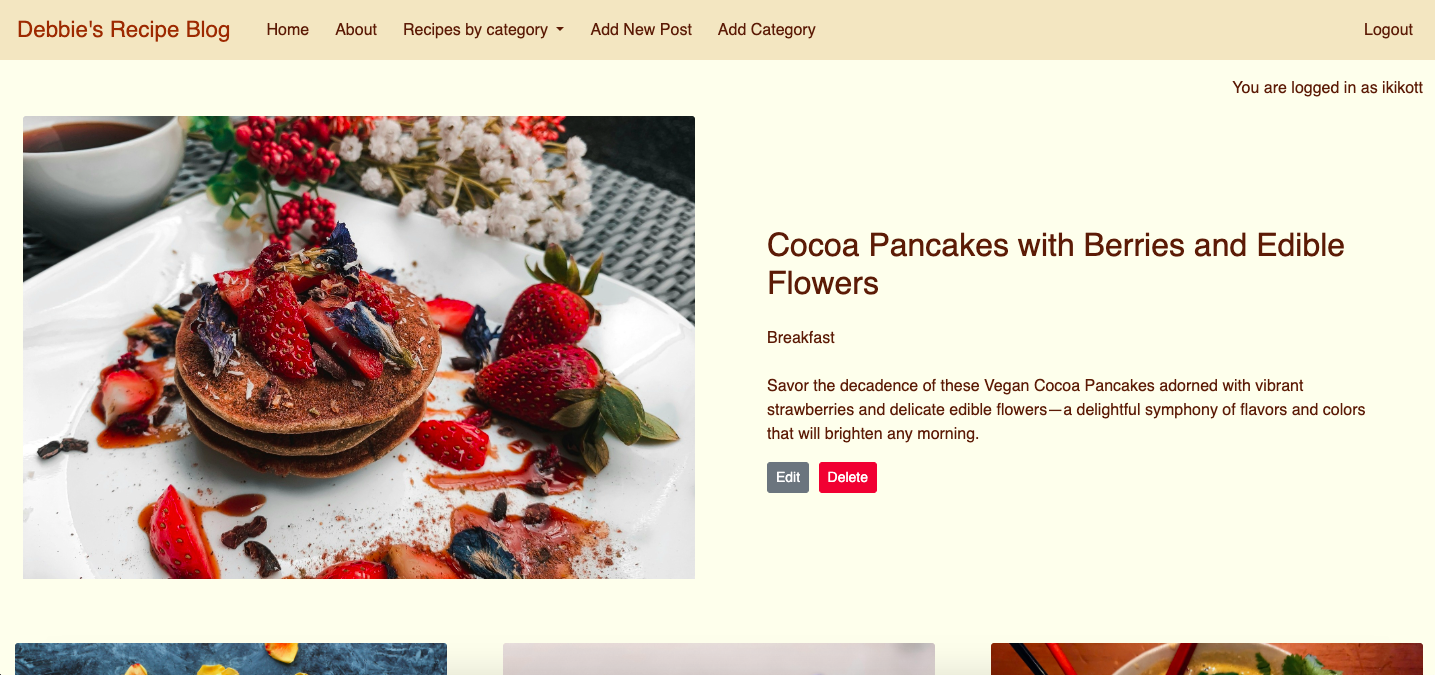 Debbie's Recipe Blog Home About Recipes by category Add New Post Add Category Logout
You are logged in as ikikott
Cocoa Pancakes with Berries and Edible
Flowers
Breakfast
Savor the decadence of these Vegan Cocoa Pancakes adorned with vibrant
strawberries and delicate edible flowers—a delightful symphony of flavors and colors
that will brighten any morning.
Edit Delete